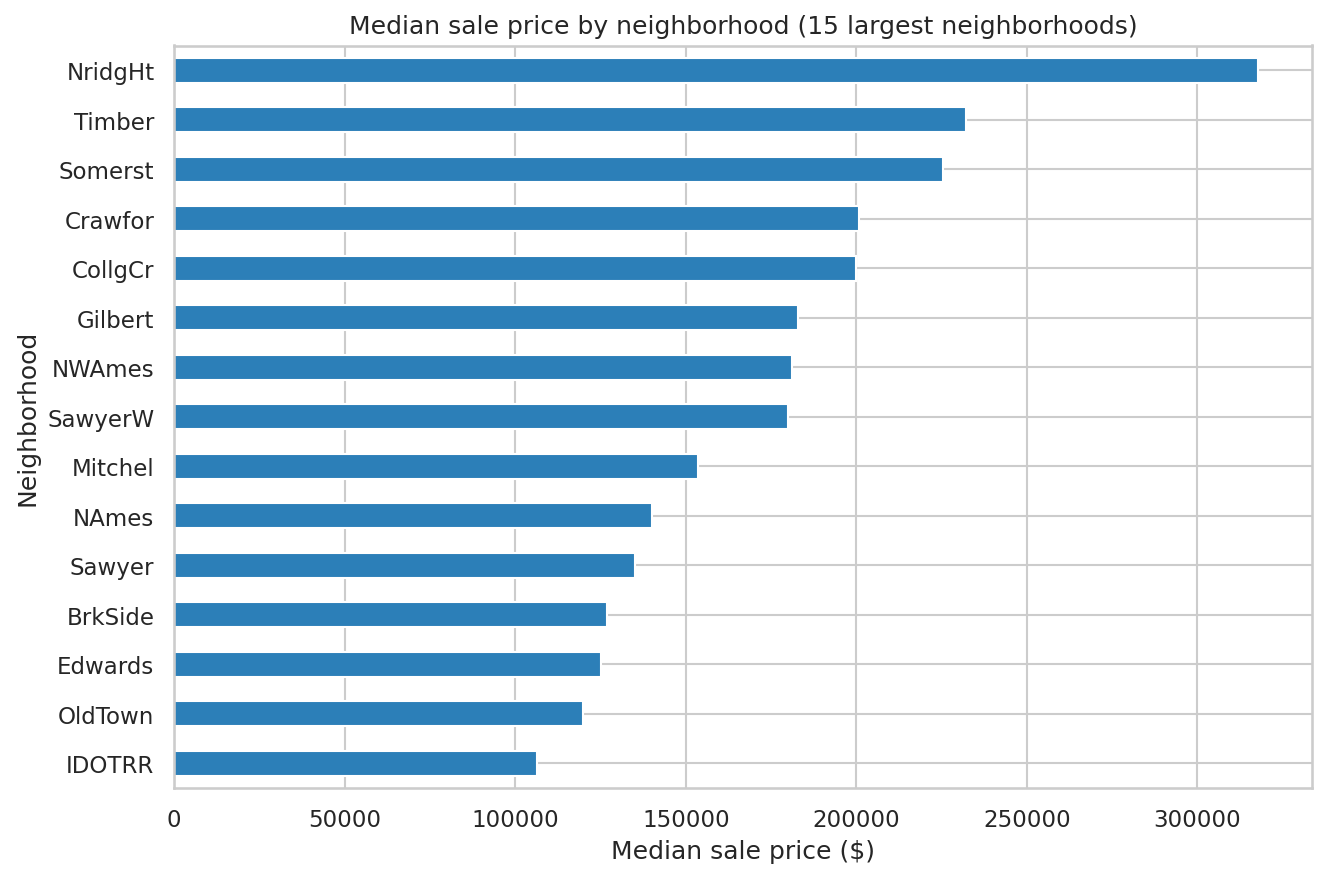 Median sale price by neighborhood (15 largest neighborhoods)
Neighborhood
NridgHt
Timber
Somerst
Crawfor
CollgCr
Gilbert
NWAmes
SawyerW
Mitchel
NAmes
Sawyer
BrkSide
Edwards
OldTown
IDOTRR
0 50000 100000 150000 200000 250000 300000
Median sale price ($)